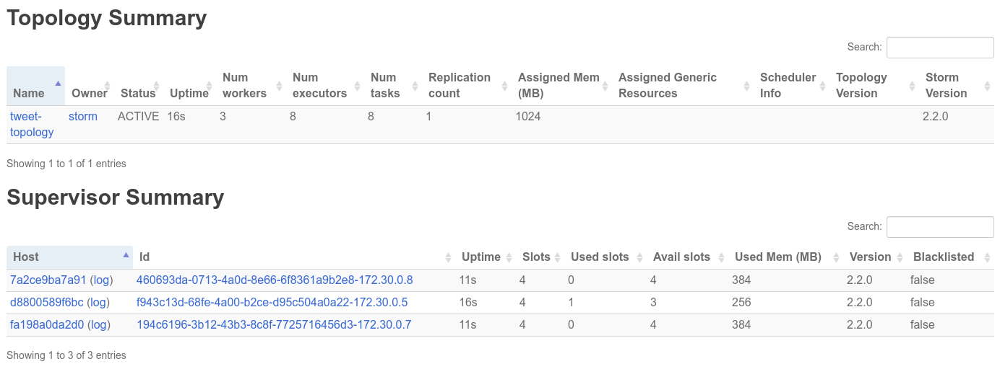 Topology Summary
Search:
Name Owner Status Uptime Num workers Num executors Num tasks Replication count Assigned Mem (MB) Assigned Generic Resources Scheduler Info Topology Version Storm Version
tweet-topology storm ACTIVE 16s 3 8 8 1 1024 2.2.0
Showing 1 to 1 of 1 entries
Supervisor Summary
Search:
Host Id Uptime Slots Used slots Avail slots Used Mem (MB) Version Blacklisted
7a2ce9ba7a91 (log) 460693da-0713-4a0d-8e66-6f8361a9b2e8-172.30.0.8 11s 4 0 4 384 2.2.0 false
d8800589f6bc (log) f943c13d-68fe-4a00-b2ce-d95c504a0a22-172.30.0.5 16s 4 1 3 256 2.2.0 false
fa198a0da2d0 (log) 194c6196-3b12-43b3-8c8f-7725716456d3-172.30.0.7 11s 4 0 4 384 2.2.0 false
Showing 1 to 3 of 3 entries